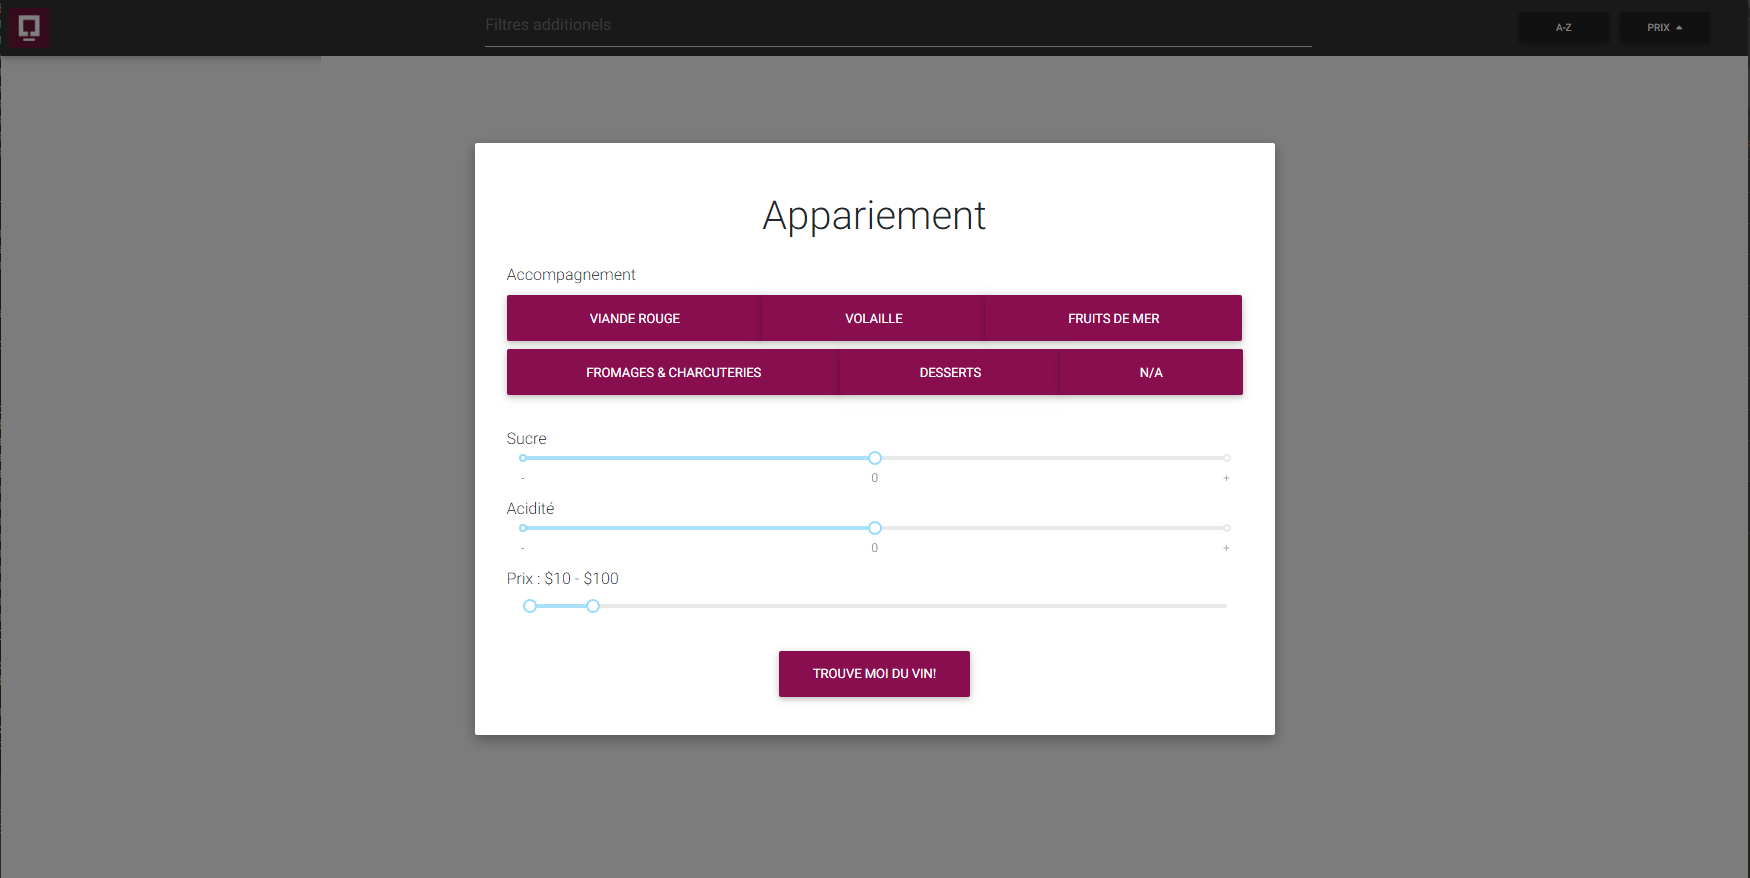 Filtres additionels
A-Z
PRIX
Appariement
Accompagnement
VIANDE ROUGE VOLAILLE FRUITS DE MER
FROMAGES & CHARCUTERIES DESSERTS N/A
Sucre
- 0 +
Acidité
- 0 +
Prix : $10 - $100
TROUVE MOI DU VIN!